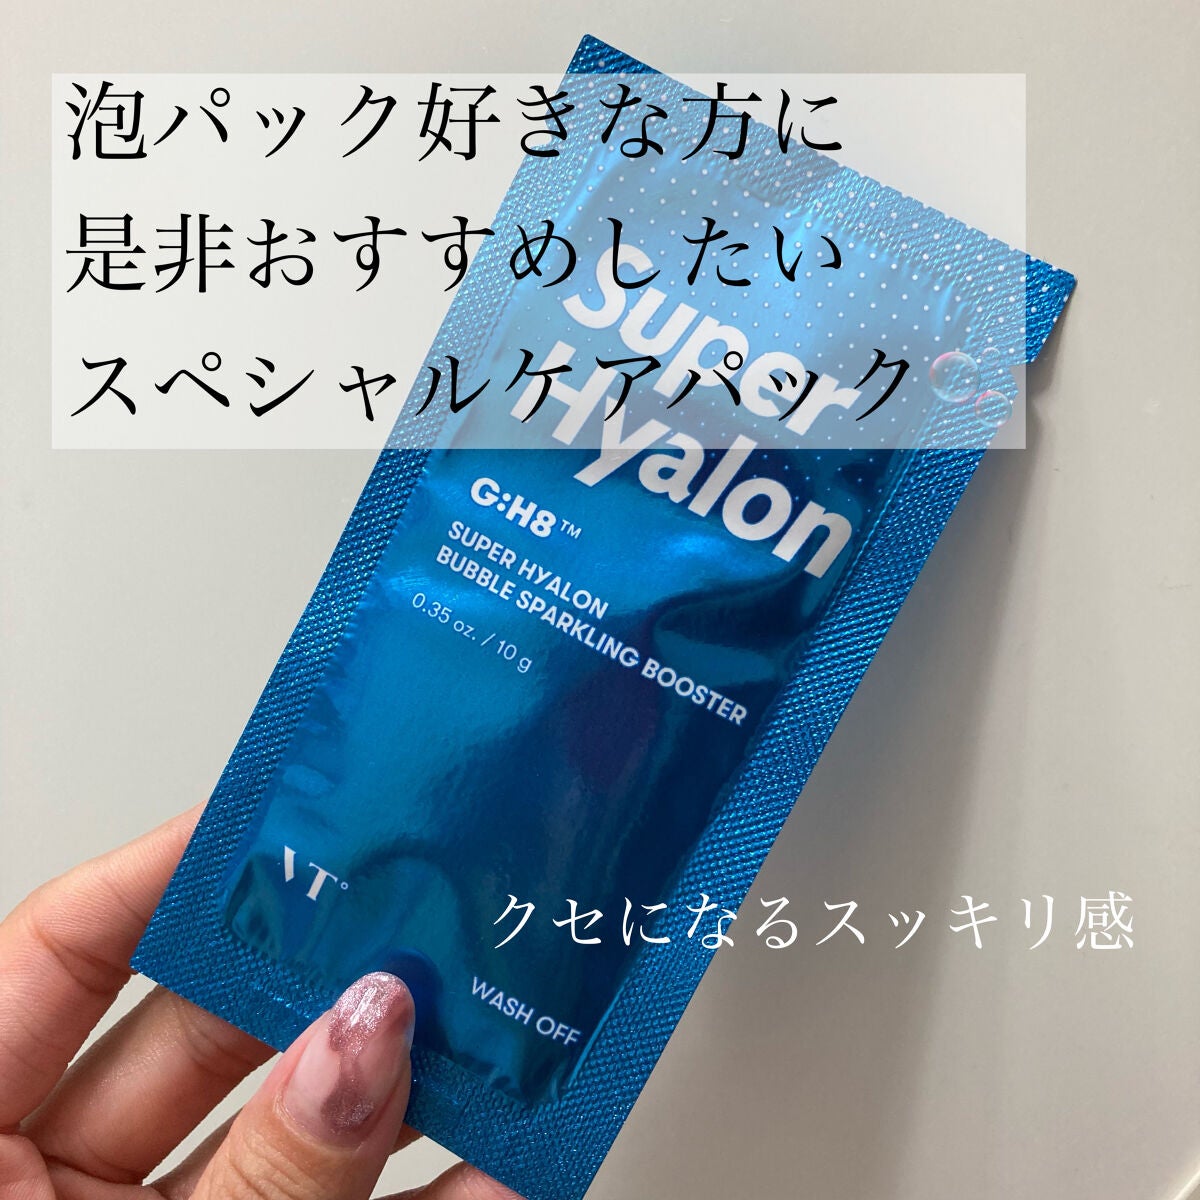 泡パック好きな方に
是非おすすめしたい
スペシャルケアパック
Super
Hyalon
G:H8™
SUPER HYALON
BUBBLE SPARKLING BOOSTER
0.35 oz. / 10 g
VT°
クセになるスッキリ感
WASH OFF